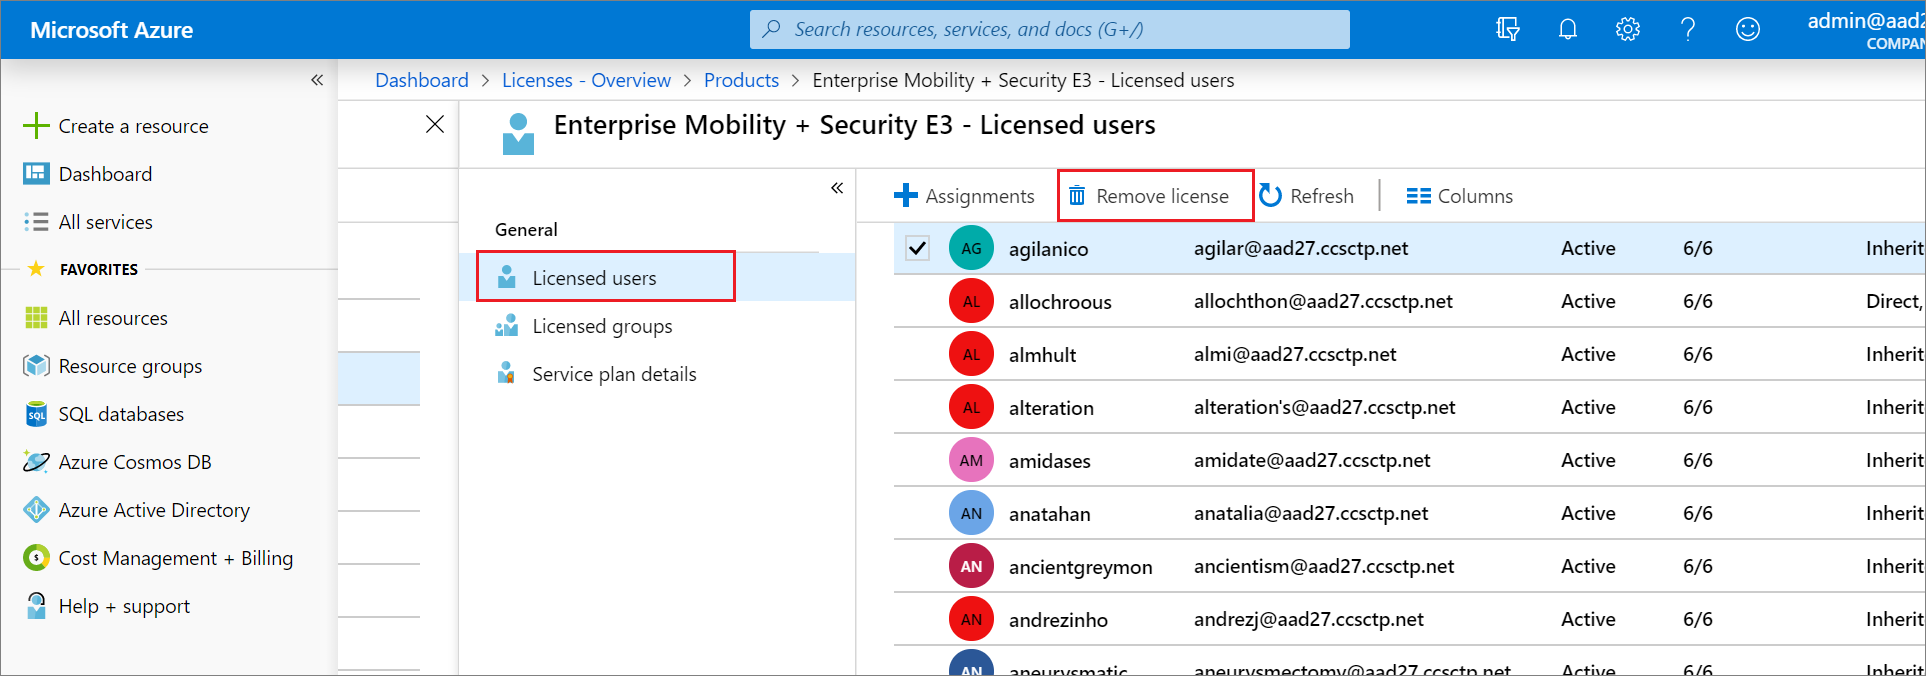 Microsoft Azure
Search resources, services, and docs (G+/)
admin@aad2
COMPAN
Dashboard > Licenses - Overview > Products > Enterprise Mobility + Security E3 - Licensed users
Create a resource
Dashboard
All services
FAVORITES
All resources
Resource groups
SQL databases
Azure Cosmos DB
Azure Active Directory
Cost Management + Billing
Help + support
Enterprise Mobility + Security E3 - Licensed users
General
Licensed users
Licensed groups
Service plan details
Assignments Remove license Refresh Columns
AG agilanico agilar@aad27.ccsctp.net Active 6/6 Inherit
AL allochroous allochthon@aad27.ccsctp.net Active 6/6 Direct,
AL almhult almi@aad27.ccsctp.net Active 6/6 Inherit
AL alteration alteration's@aad27.ccsctp.net Active 6/6 Inherit
AM amidases amidate@aad27.ccsctp.net Active 6/6 Inherit
AN anatahan anatalia@aad27.ccsctp.net Active 6/6 Inherit
AN ancientgreymon ancientism@aad27.ccsctp.net Active 6/6 Inherit
AN andrezinho andrezj@aad27.ccsctp.net Active 6/6 Inherit
AN aneurysmatic aneurysmectomy@aad27.ccsctp.net Active 6/6 Inherit